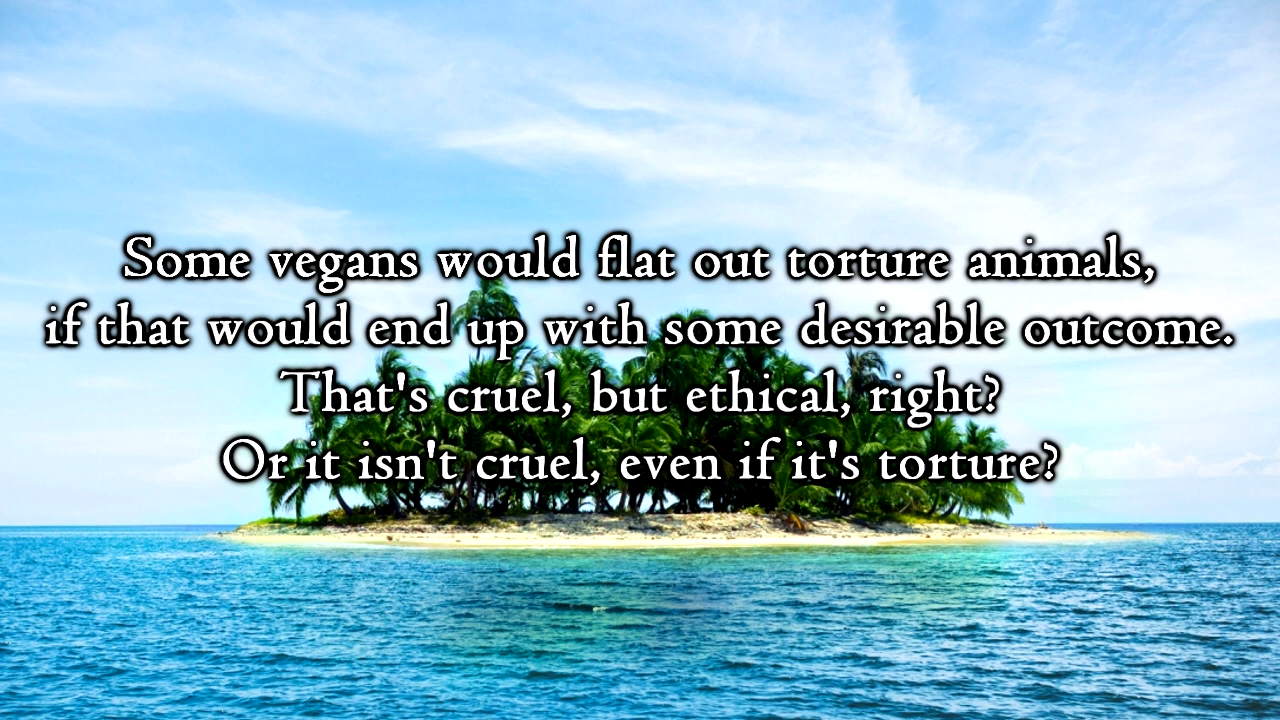 Some vegans would flat out torture animals,
if that would end up with some desirable outcome.
That's cruel, but ethical, right?
Or it isn't cruel, even if it's torture?